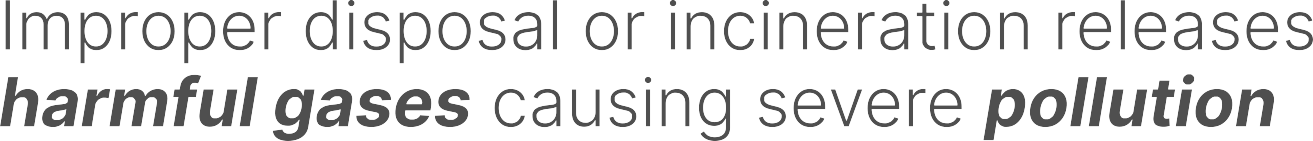 Improper disposal or incineration releases
harmful gases causing severe pollution